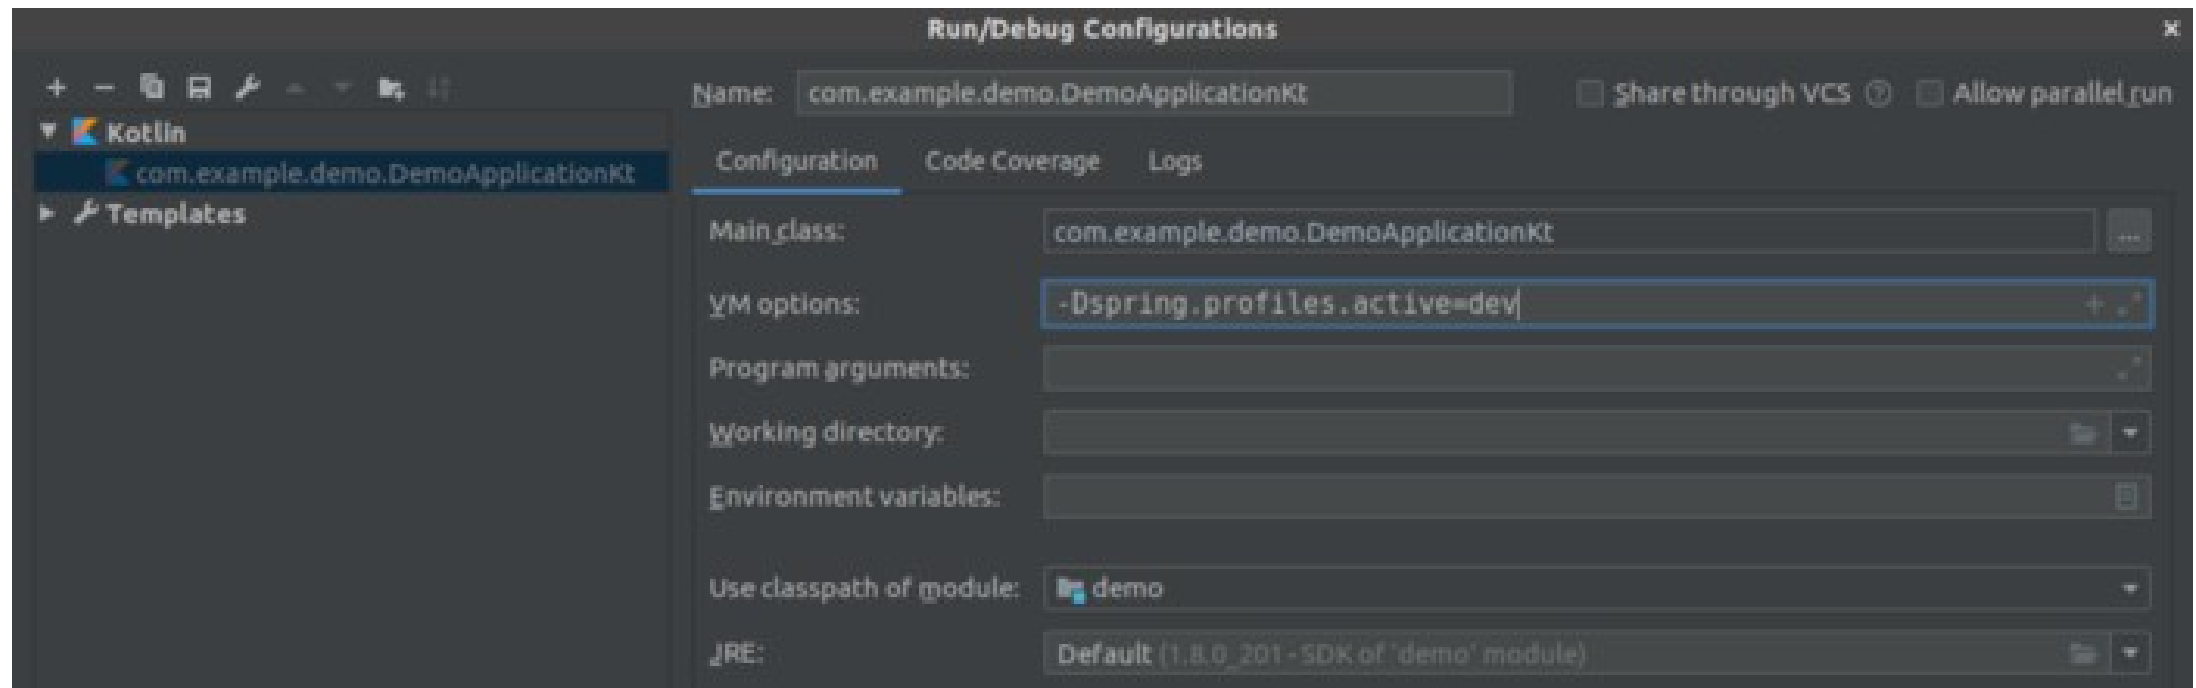 Run/Debug Configurations
Name: com.example.demo.DemoApplicationKt Share through VCS Allow parallel run
Kotlin
com.example.demo.DemoApplicationKt
Templates
Configuration Code Coverage Logs
Main class: com.example.demo.DemoApplicationKt ...
VM options: -Dspring.profiles.active=dev
Program arguments:
Working directory:
Environment variables:
Use classpath of module: demo
JRE: Default (1.8.0_201 - SDK of 'demo' module)